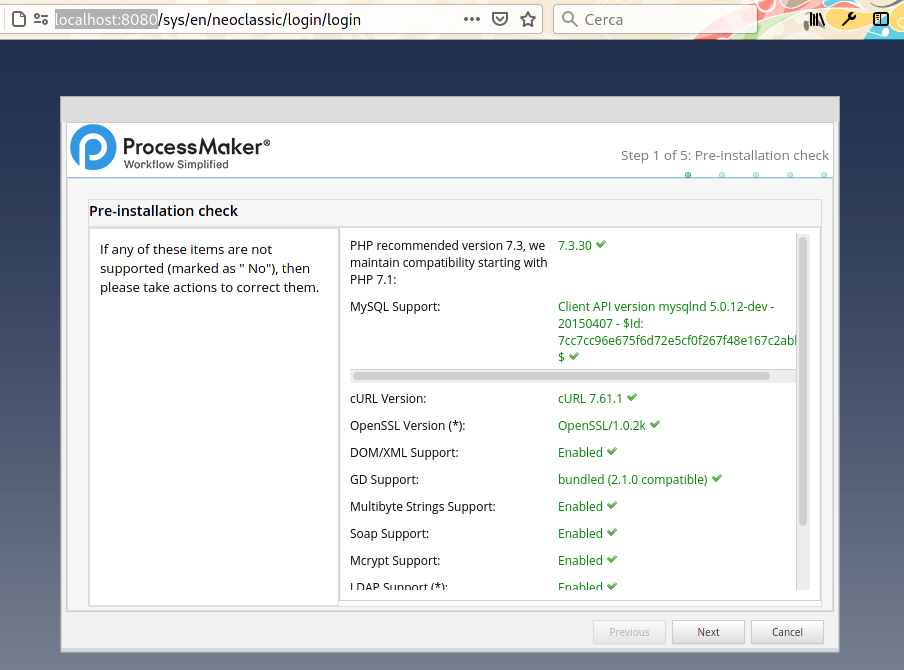 localhost:8080/sys/en/neoclassic/login/login
Cerca
ProcessMaker®
Workflow Simplified
Step 1 of 5: Pre-installation check
Pre-installation check
If any of these items are not
supported (marked as " No"), then
please take actions to correct them.
PHP recommended version 7.3, we
maintain compatibility starting with
PHP 7.1:
7.3.30
MySQL Support:
Client API version mysqlnd 5.0.12-dev -
20150407 - $Id:
7cc7cc96e675f6d72e5cf0f267f48e167c2abl
$
cURL Version:
cURL 7.61.1
OpenSSL Version (*):
OpenSSL/1.0.2k
DOM/XML Support:
Enabled
GD Support:
bundled (2.1.0 compatible)
Multibyte Strings Support:
Enabled
Soap Support:
Enabled
Mcrypt Support:
Enabled
LDAP Support (*):
Enabled
Previous
Next
Cancel